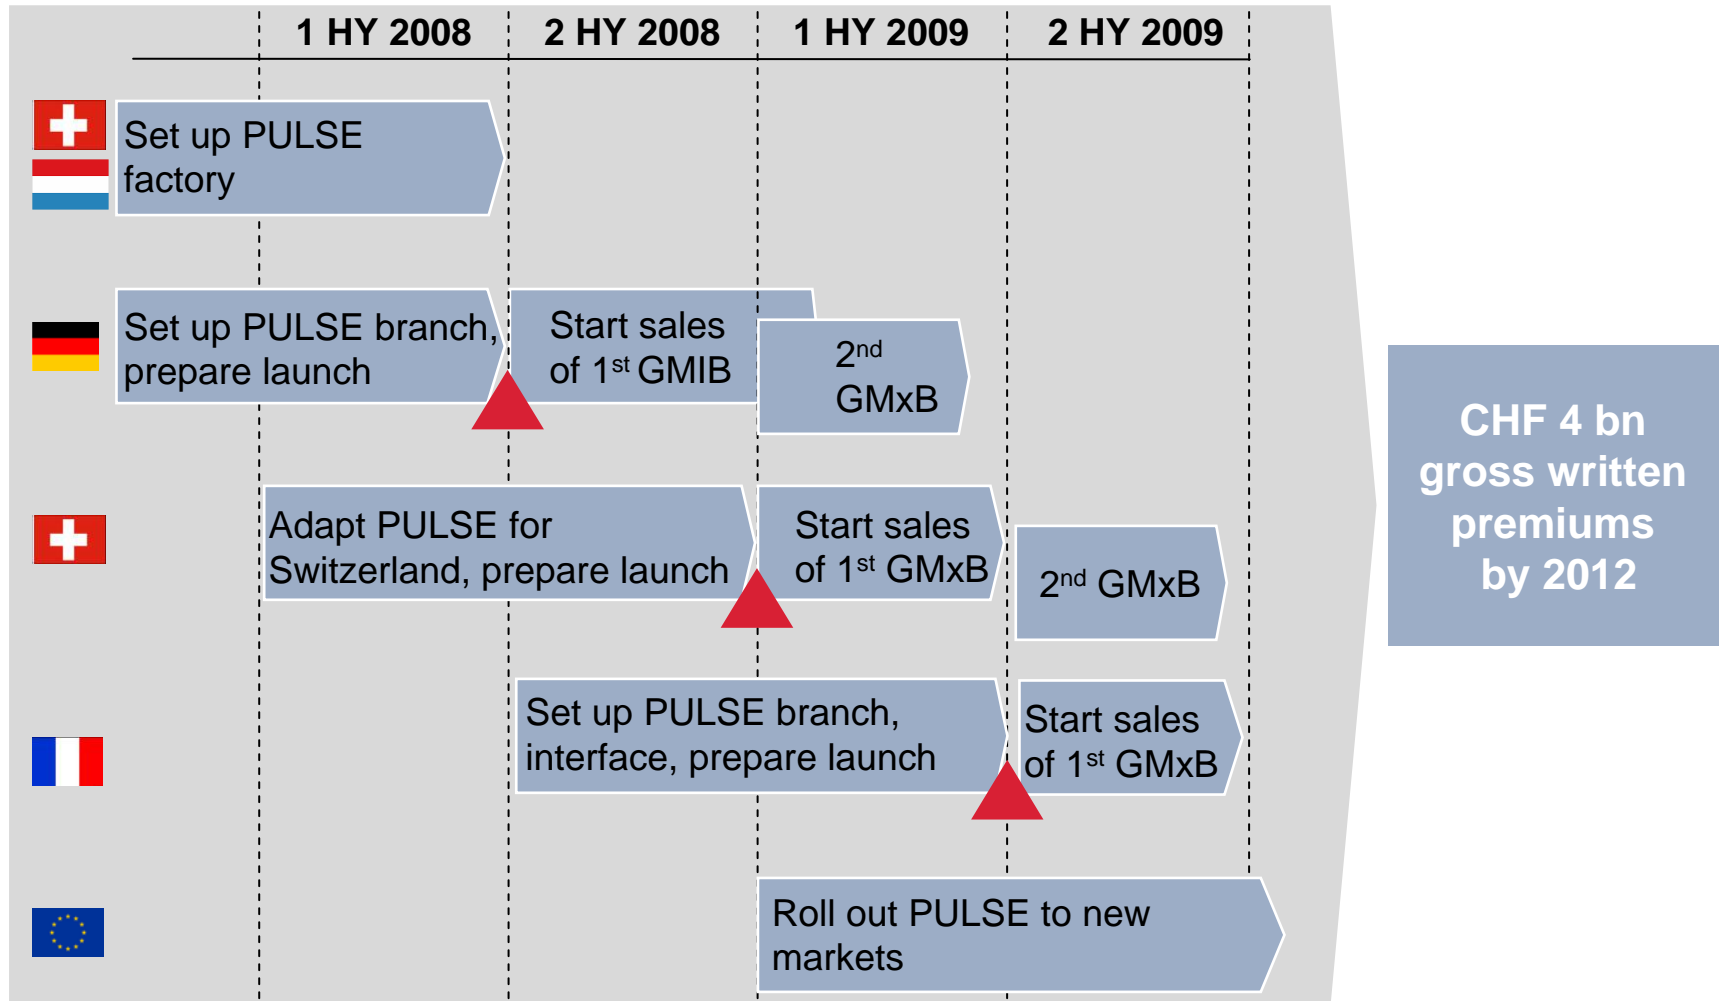 1 HY 2008 2 HY 2008 1 HY 2009 2 HY 2009
Set up PULSE
factory
Set up PULSE branch,
prepare launch
Start sales
of 1st GMIB
2nd
GMxB
Adapt PULSE for
Switzerland, prepare launch
Start sales
of 1st GMxB
2nd GMxB
Set up PULSE branch,
interface, prepare launch
Start sales
of 1st GMxB
Roll out PULSE to new
markets
CHF 4 bn
gross written
premiums
by 2012